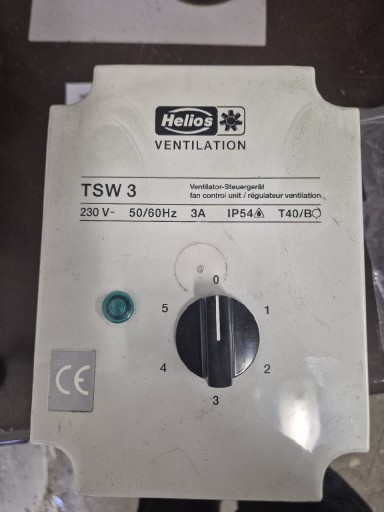 Helios
VENTILATION
TSW 3
Ventilator-Steuergerät
fan control unit / régulateur ventilation
230 V~ 50/60Hz 3A IP54 T40/B
0
5 1
4 2
3
CE